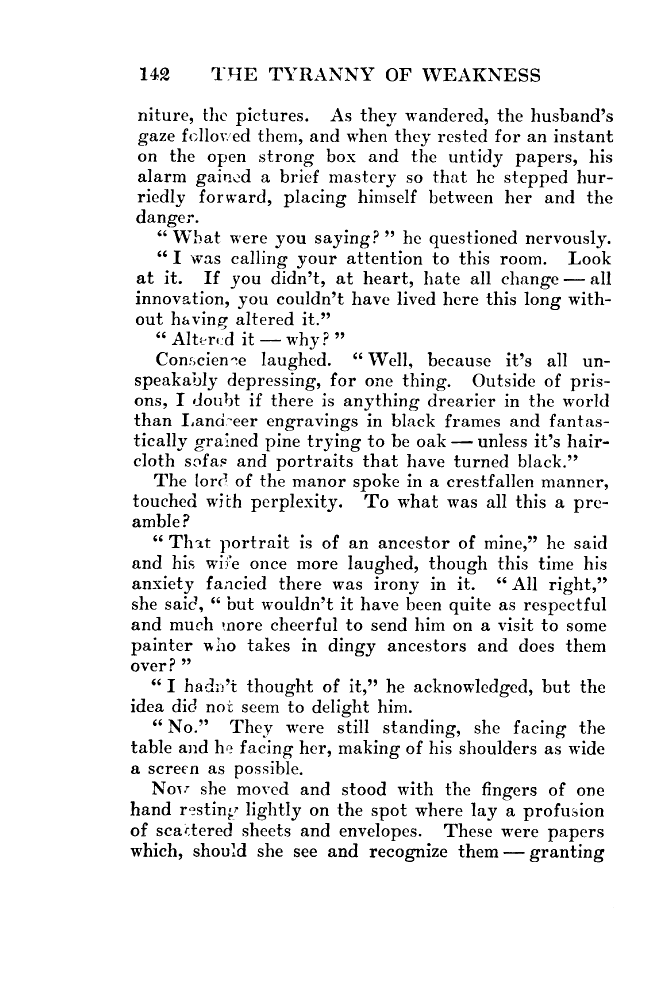 142 THE TYRANNY OF WEAKNESS
niture, the pictures. As they wandered, the husband's
gaze followed them, and when they rested for an instant
on the open strong box and the untidy papers, his
alarm gained a brief mastery so that he stepped hur-
riedly forward, placing himself between her and the
danger.
“ What were you saying? ” he questioned nervously.
“ I was calling your attention to this room. Look
at it. If you didn't, at heart, hate all change — all
innovation, you couldn't have lived here this long with-
out having altered it.”
“ Altered it — why? ”
Conscience laughed. “ Well, because it's all un-
speakably depressing, for one thing. Outside of pris-
ons, I doubt if there is anything drearier in the world
than Landseer engravings in black frames and fantas-
tically grained pine trying to be oak — unless it's hair-
cloth sofas and portraits that have turned black.”
The lord of the manor spoke in a crestfallen manner,
touched with perplexity. To what was all this a pre-
amble?
“ That portrait is of an ancestor of mine,” he said
and his wife once more laughed, though this time his
anxiety fancied there was irony in it. “ All right,”
she said, “ but wouldn't it have been quite as respectful
and much more cheerful to send him on a visit to some
painter who takes in dingy ancestors and does them
over? ”
“ I hadn't thought of it,” he acknowledged, but the
idea did not seem to delight him.
“ No.” They were still standing, she facing the
table and he facing her, making of his shoulders as wide
a screen as possible.
Now she moved and stood with the fingers of one
hand resting lightly on the spot where lay a profusion
of scattered sheets and envelopes. These were papers
which, should she see and recognize them — granting